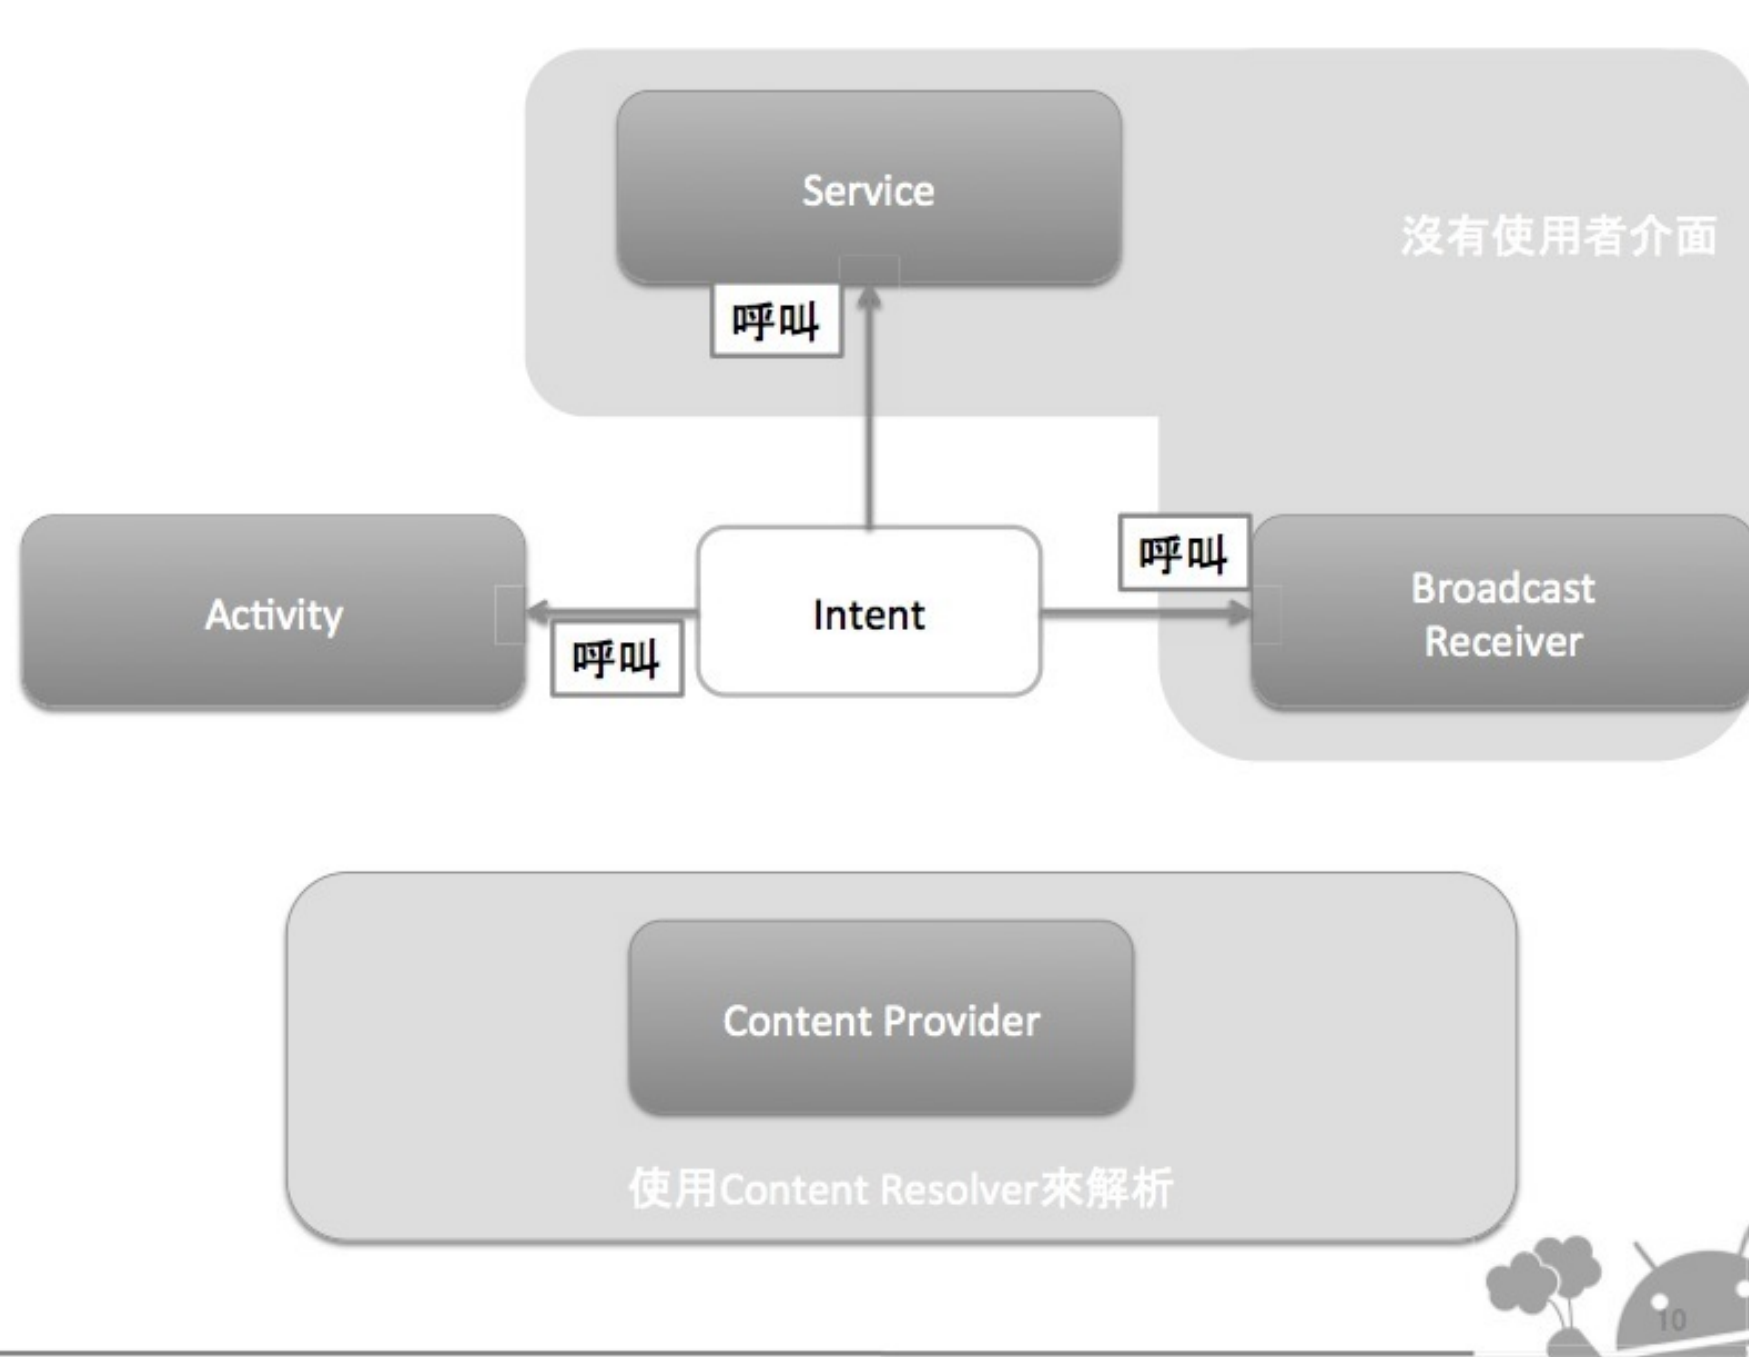 Service
沒有使用者介面
呼叫
呼叫
Activity
Intent
Broadcast
Receiver
呼叫
Content Provider
使用Content Resolver來解析
10